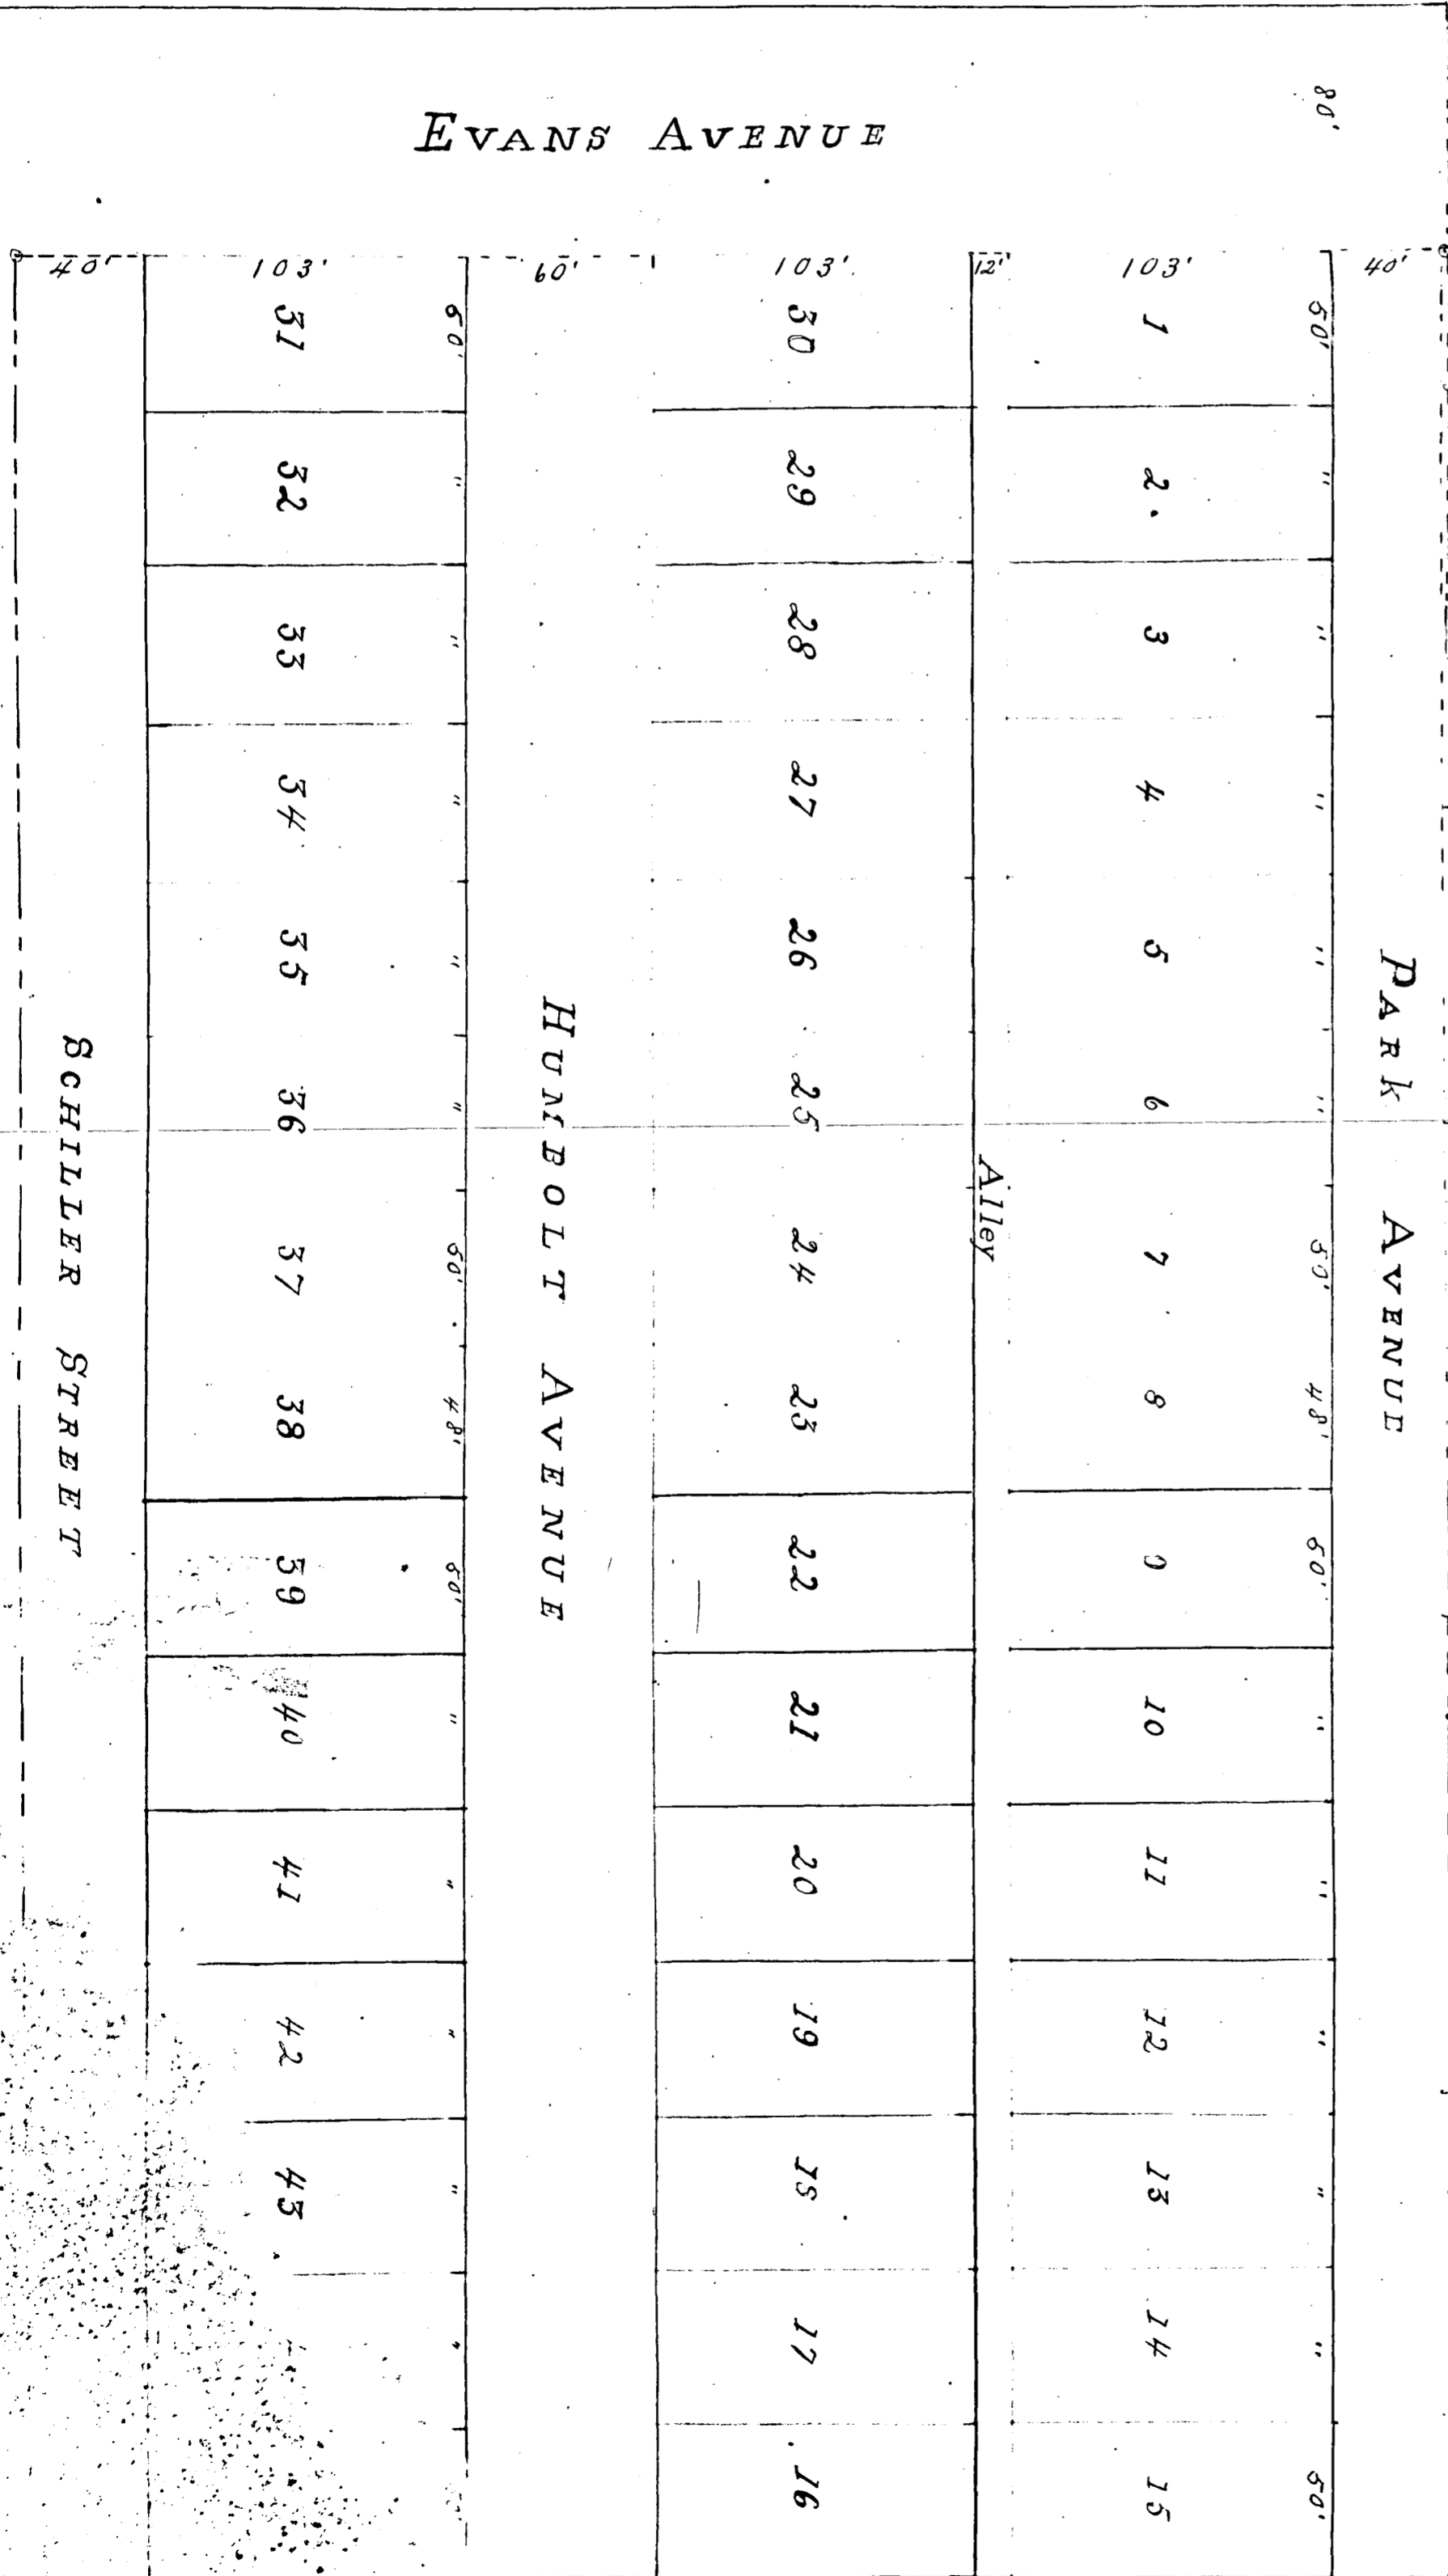 EVANS AVENUE
80'
40' 103' 60' 103' 12' 103' 40'
PARK AVENUE
50' " " " " " 50' 48' 50' " " " " " 50'
1 2 3 4 5 6 7 8 9 10 11 12 13 14 15
Alley
30 29 28 27 26 25 24 23 22 21 20 19 18 17 16
HUMBOLT AVENUE
50' " " " " " 50' 48' 50' " " " " "
31 32 33 34 35 36 37 38 39 40 41 42 43
SCHILLER STREET